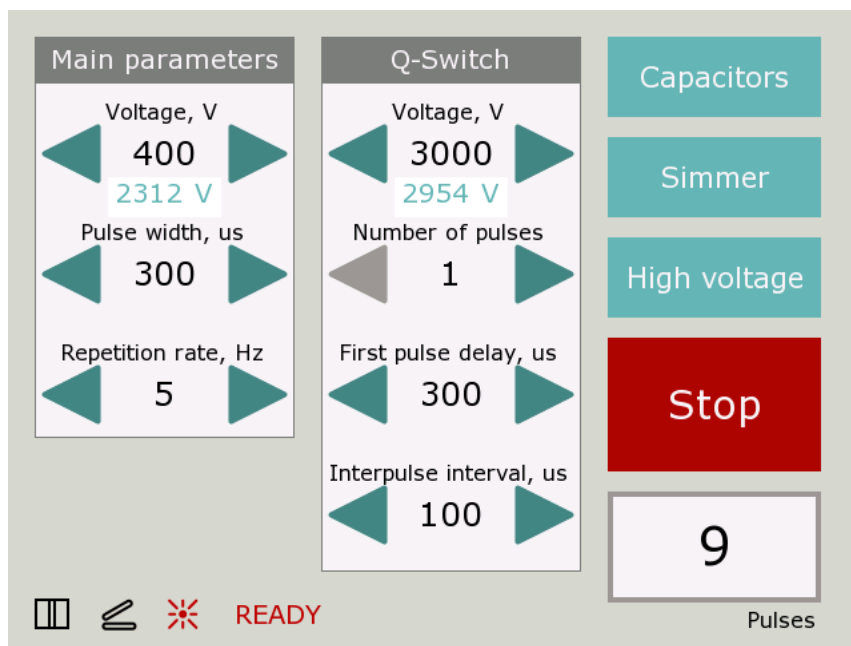 Main parameters
Voltage, V
400
2312 V
Pulse width, us
300
Repetition rate, Hz
5
Q-Switch
Voltage, V
3000
2954 V
Number of pulses
1
First pulse delay, us
300
Interpulse interval, us
100
Capacitors
Simmer
High voltage
Stop
9
Pulses
READY